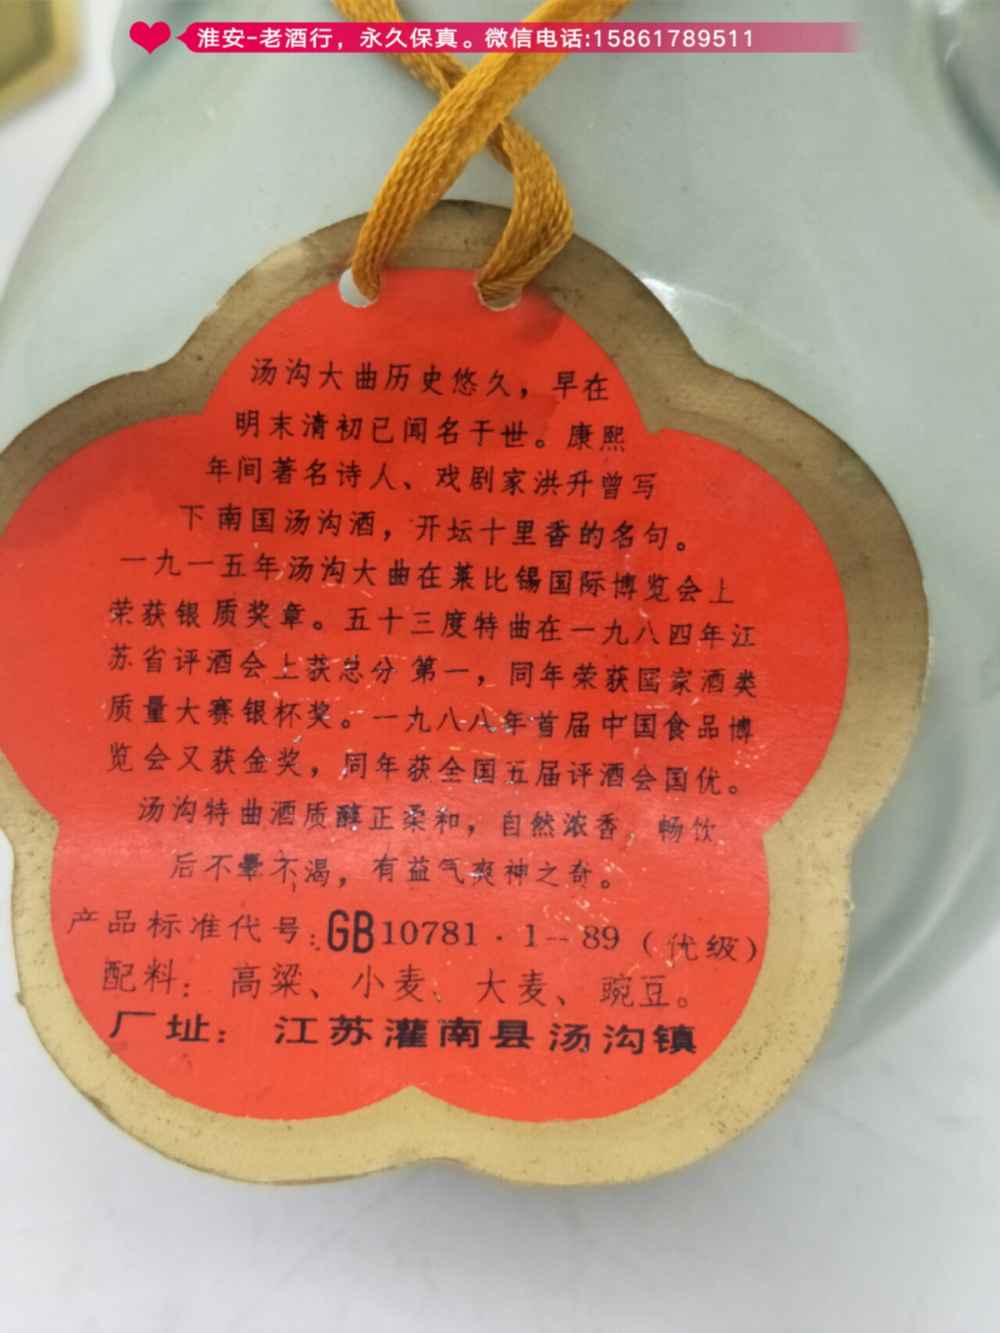 淮安-老酒行，永久保真。微信电话:15861789511
汤沟大曲历史悠久，早在
明末清初已闻名于世。康熙
年间著名诗人、戏剧家洪升曾写
下南国汤沟酒，开坛十里香的名句。
一九一五年汤沟大曲在莱比锡国际博览会上
荣获银质奖章。五十三度特曲在一九八四年江
苏省评酒会上获总分第一，同年荣获国家酒类
质量大赛银杯奖。一九八八年首届中国食品博
览会又获金奖，同年获全国五届评酒会国优。
汤沟特曲酒质醇正柔和，自然浓香，畅饮
后不晕不渴，有益气爽神之奇。
产品标准代号：GB10781·1--89（优级）
配料：高粱、小麦、大麦、豌豆。
厂址：江苏灌南县汤沟镇